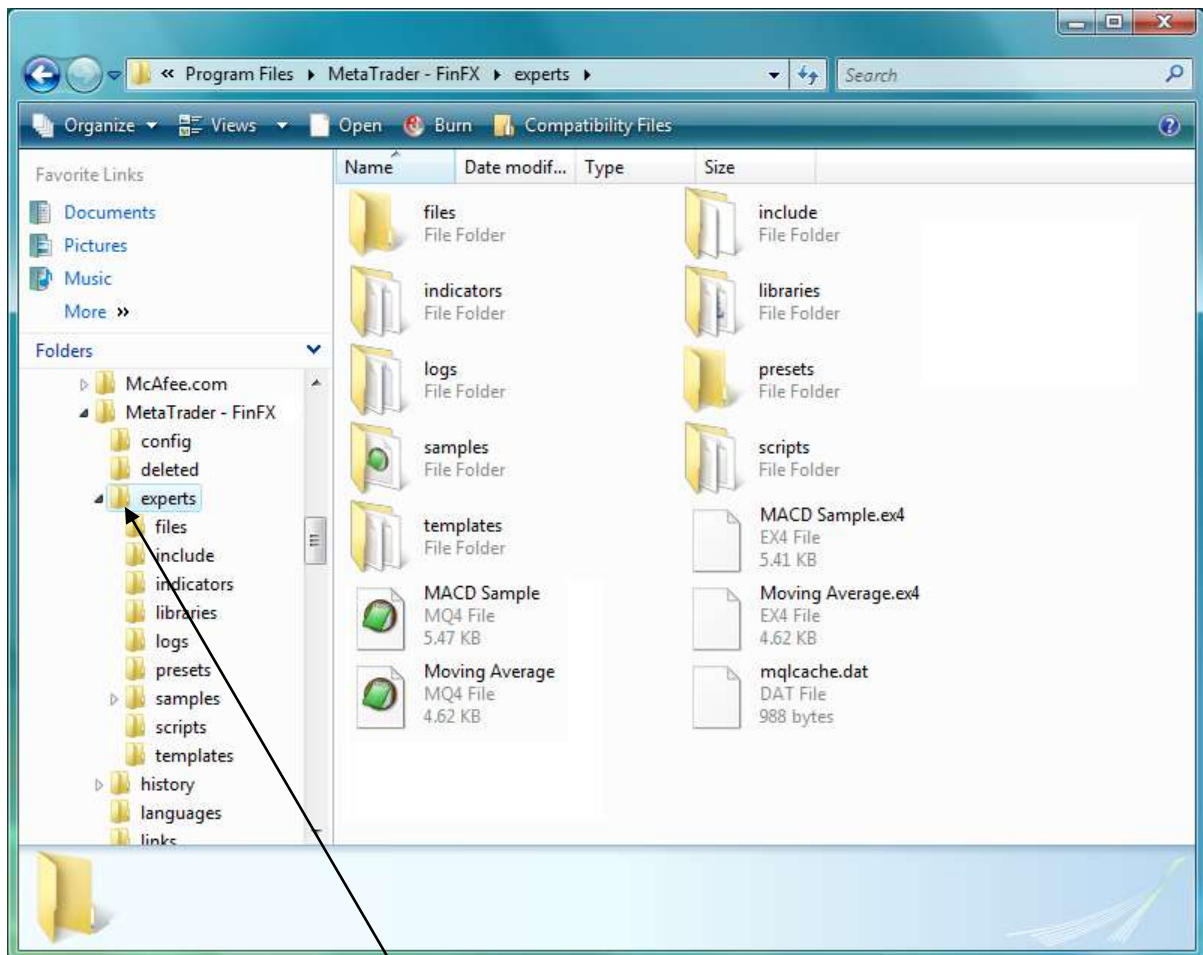 « Program Files MetaTrader - FinFX experts
Search
Organize Views Open Burn Compatibility Files
Favorite Links
Documents
Pictures
Music
More »
Folders
McAfee.com
MetaTrader - FinFX
config
deleted
experts
files
include
indicators
libraries
logs
presets
samples
scripts
templates
history
languages
links
Name Date modif... Type Size
files
File Folder
include
File Folder
indicators
File Folder
libraries
File Folder
logs
File Folder
presets
File Folder
samples
File Folder
scripts
File Folder
templates
File Folder
MACD Sample.ex4
EX4 File
5.41 KB
MACD Sample
MQ4 File
5.47 KB
Moving Average.ex4
EX4 File
4.62 KB
Moving Average
MQ4 File
4.62 KB
mqlcache.dat
DAT File
988 bytes